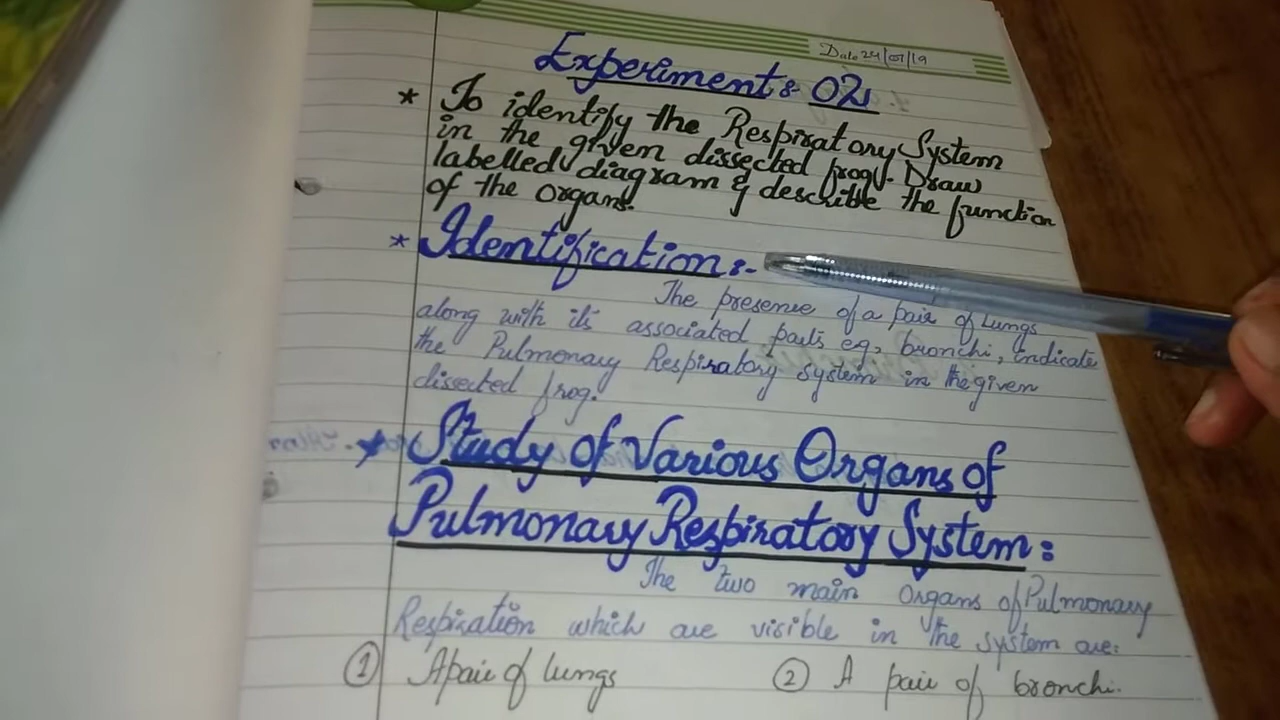 Date 24/01/19
Experiment: 02
* To identify the Respiratory System
in the given dissected frog. Draw
labelled diagram & describe the function
of the organs.
* Identification:-
The presence of a pair of Lungs
along with its associated parts eg, bronchi, indicate
the Pulmonary Respiratory system in the given
dissected frog.
* Study of Various Organs of
Pulmonary Respiratory System:
The two main Organs of Pulmonary
Respiration which are visible in the system are:
① A pair of lungs ② A pair of bronchi.